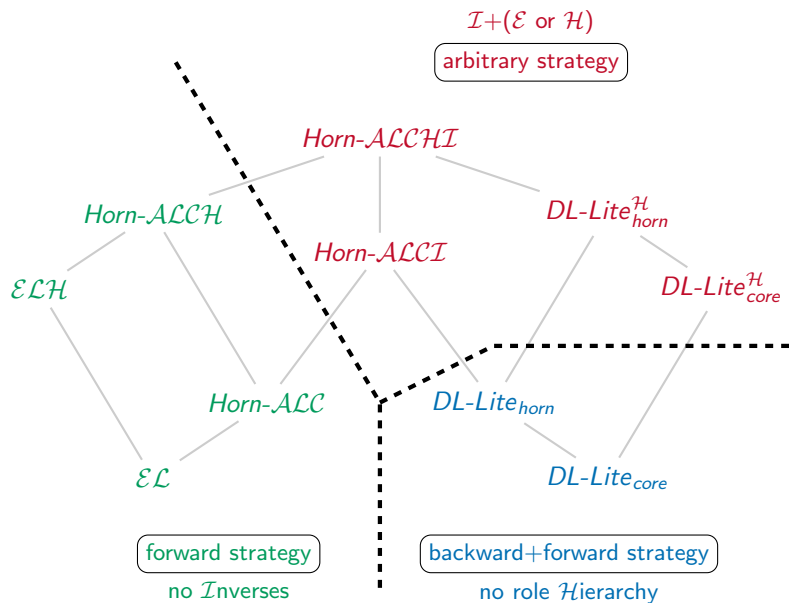 ℐ+(ℰ or ℋ)
arbitrary strategy
Horn-𝒜ℒ𝒞ℋℐ
Horn-𝒜ℒ𝒞ℋ
DL-Lite^ℋ_horn
Horn-𝒜ℒ𝒞ℐ
ℰℒℋ
DL-Lite^ℋ_core
Horn-𝒜ℒ𝒞
DL-Lite_horn
ℰℒ
DL-Lite_core
forward strategy
backward+forward strategy
no ℐnverses
no role ℋierarchy